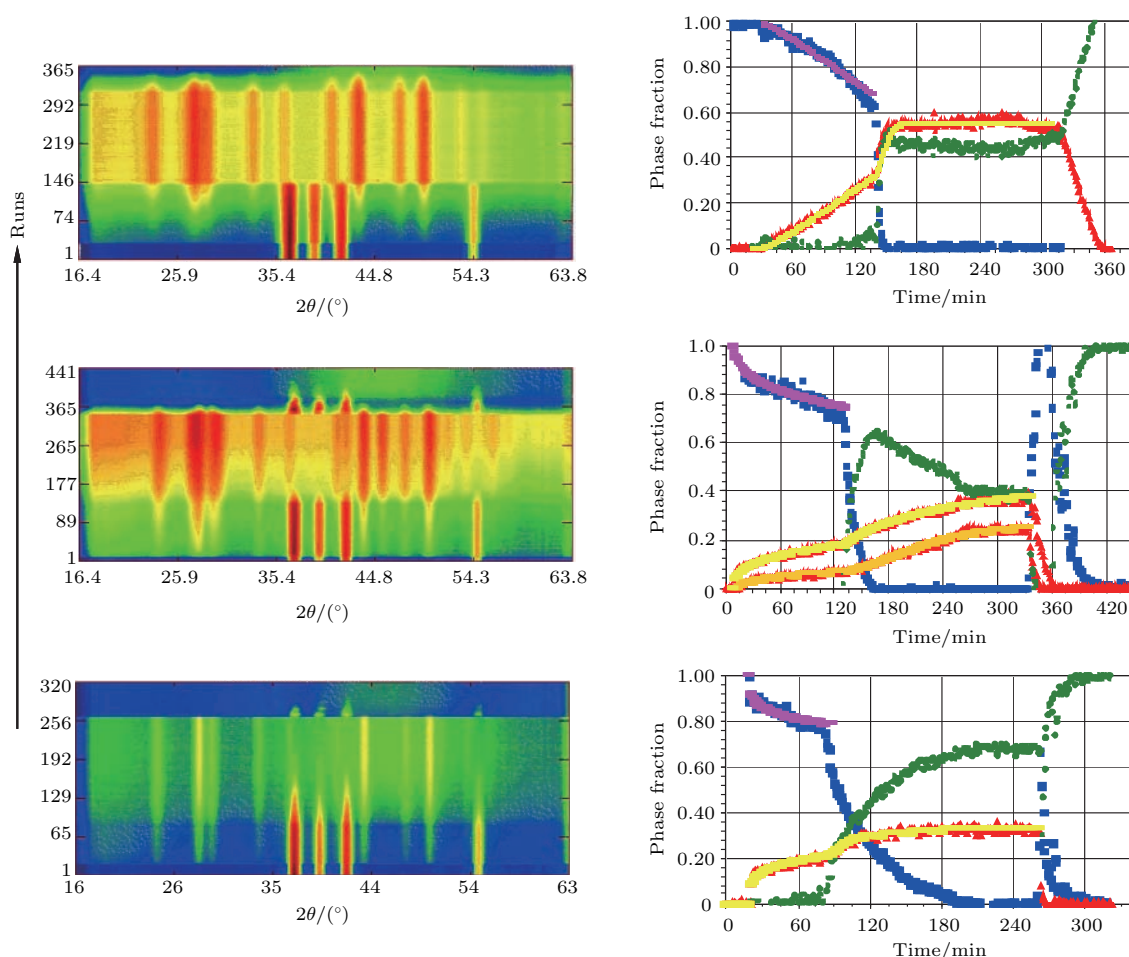 Runs
365
292
219
146
74
1
16.4 25.9 35.4 44.8 54.3 63.8
2θ/(°)
Phase fraction
1.00
0.80
0.60
0.40
0.20
0
0 60 120 180 240 300 360
Time/min
441
365
265
177
89
1
16.4 25.9 35.4 44.8 54.3 63.8
2θ/(°)
Phase fraction
1.0
0.8
0.6
0.4
0.2
0
0 60 120 180 240 300 360 420
Time/min
320
256
192
129
65
1
16 26 35 44 54 63
2θ/(°)
Phase fraction
1.00
0.80
0.60
0.40
0.20
0
0 60 120 180 240 300
Time/min